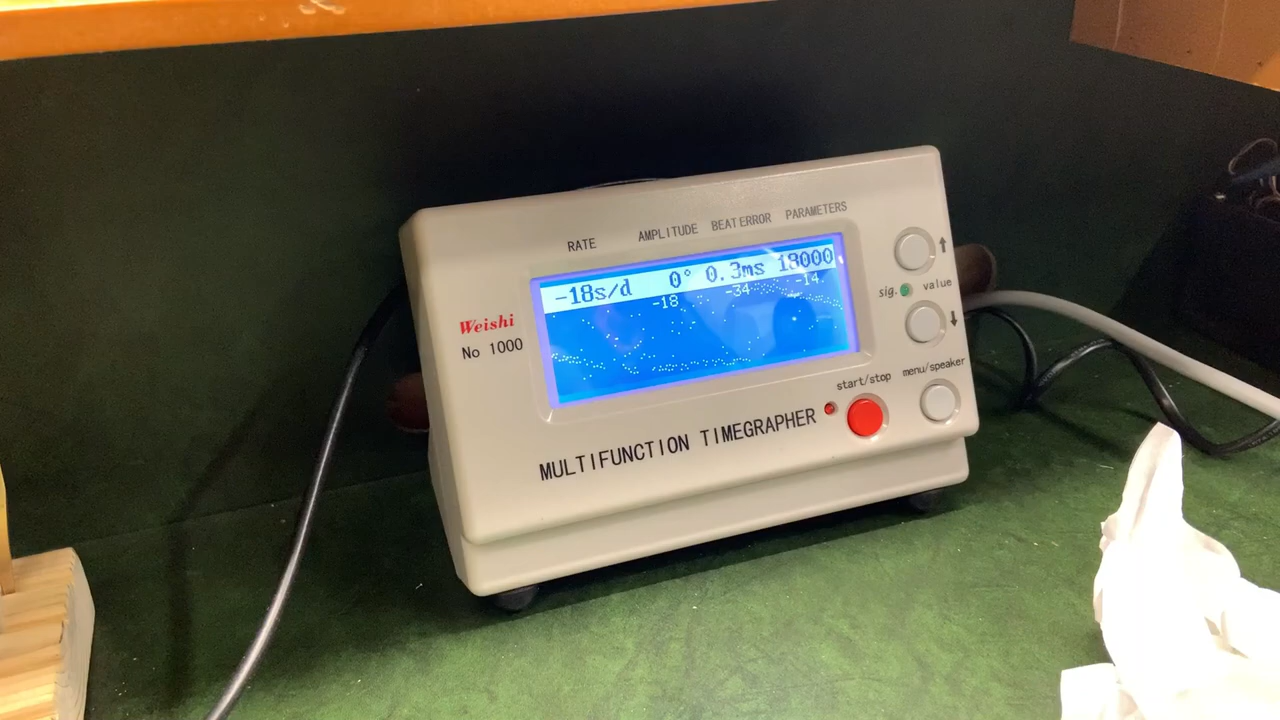 RATE AMPLITUDE BEAT ERROR PARAMETERS
-18s/d 0° 0.3ms 18000
-18 -34 -14
sig. value
Weishi
No 1000
start/stop menu/speaker
MULTIFUNCTION TIMEGRAPHER